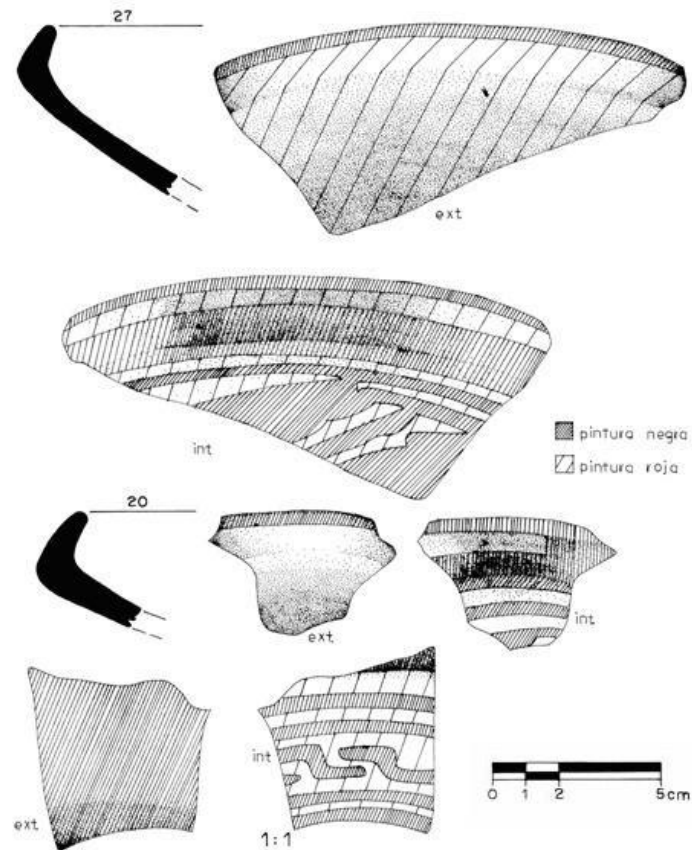 27
ext
int
pintura negra
pintura roja
20
ext
int
ext
int
1:1
0 1 2 5cm